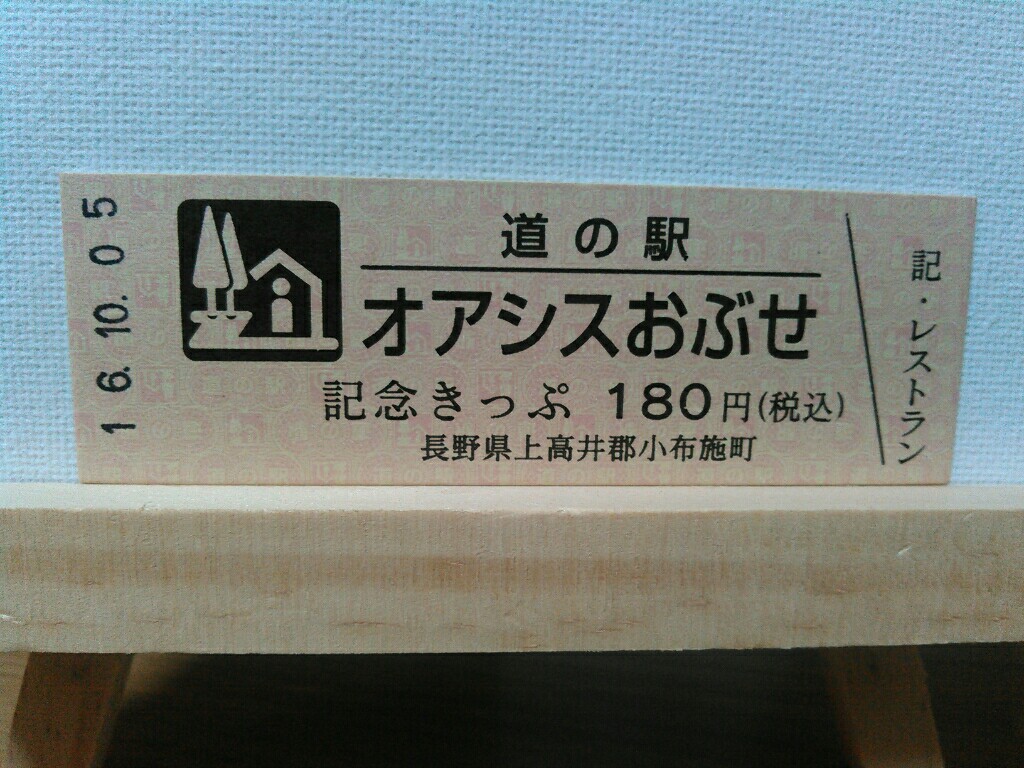 16.10.05
道の駅
オアシスおぶせ
記念きっぷ 180円(税込)
長野県上高井郡小布施町
記・レストラン